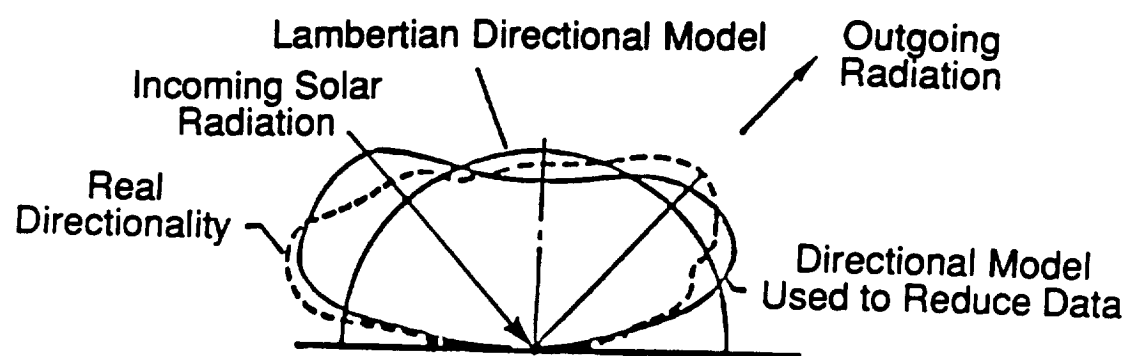 Lambertian Directional Model
Outgoing
Radiation
Incoming Solar
Radiation
Real
Directionality
Directional Model
Used to Reduce Data